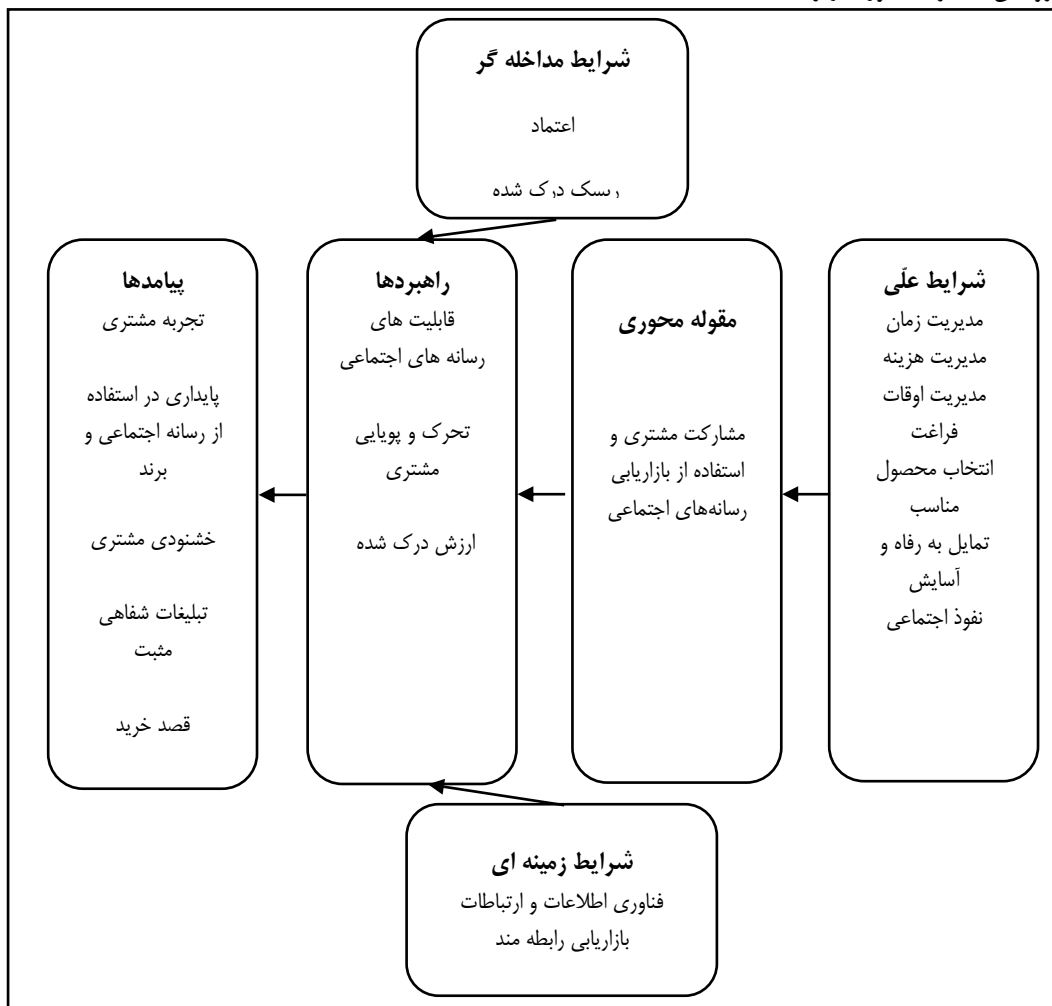 شرایط مداخله گر
اعتماد
ریسک درک شده
شرایط علّی
مدیریت زمان
مدیریت هزینه
مدیریت اوقات
فراغت
انتخاب محصول
مناسب
تمایل به رفاه و
آسایش
نفوذ اجتماعی
مقوله محوری
مشارکت مشتری و
استفاده از بازاریابی
رسانه‌های اجتماعی
راهبردها
قابلیت های
رسانه های اجتماعی
تحرک و پویایی
مشتری
ارزش درک شده
پیامدها
تجربه مشتری
پایداری در استفاده
از رسانه اجتماعی و
برند
خشنودی مشتری
تبلیغات شفاهی
مثبت
قصد خرید
شرایط زمینه ای
فناوری اطلاعات و ارتباطات
بازاریابی رابطه مند